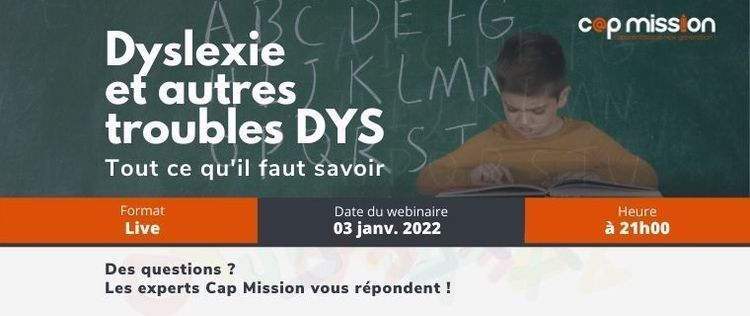 c@p mission
Dyslexie
et autres
troubles DYS
Tout ce qu'il faut savoir
Format
Live
Date du webinaire
03 janv. 2022
Heure
à 21h00
Des questions ?
Les experts Cap Mission vous répondent !
A B C D E F G
J K L M N
P Q R S T